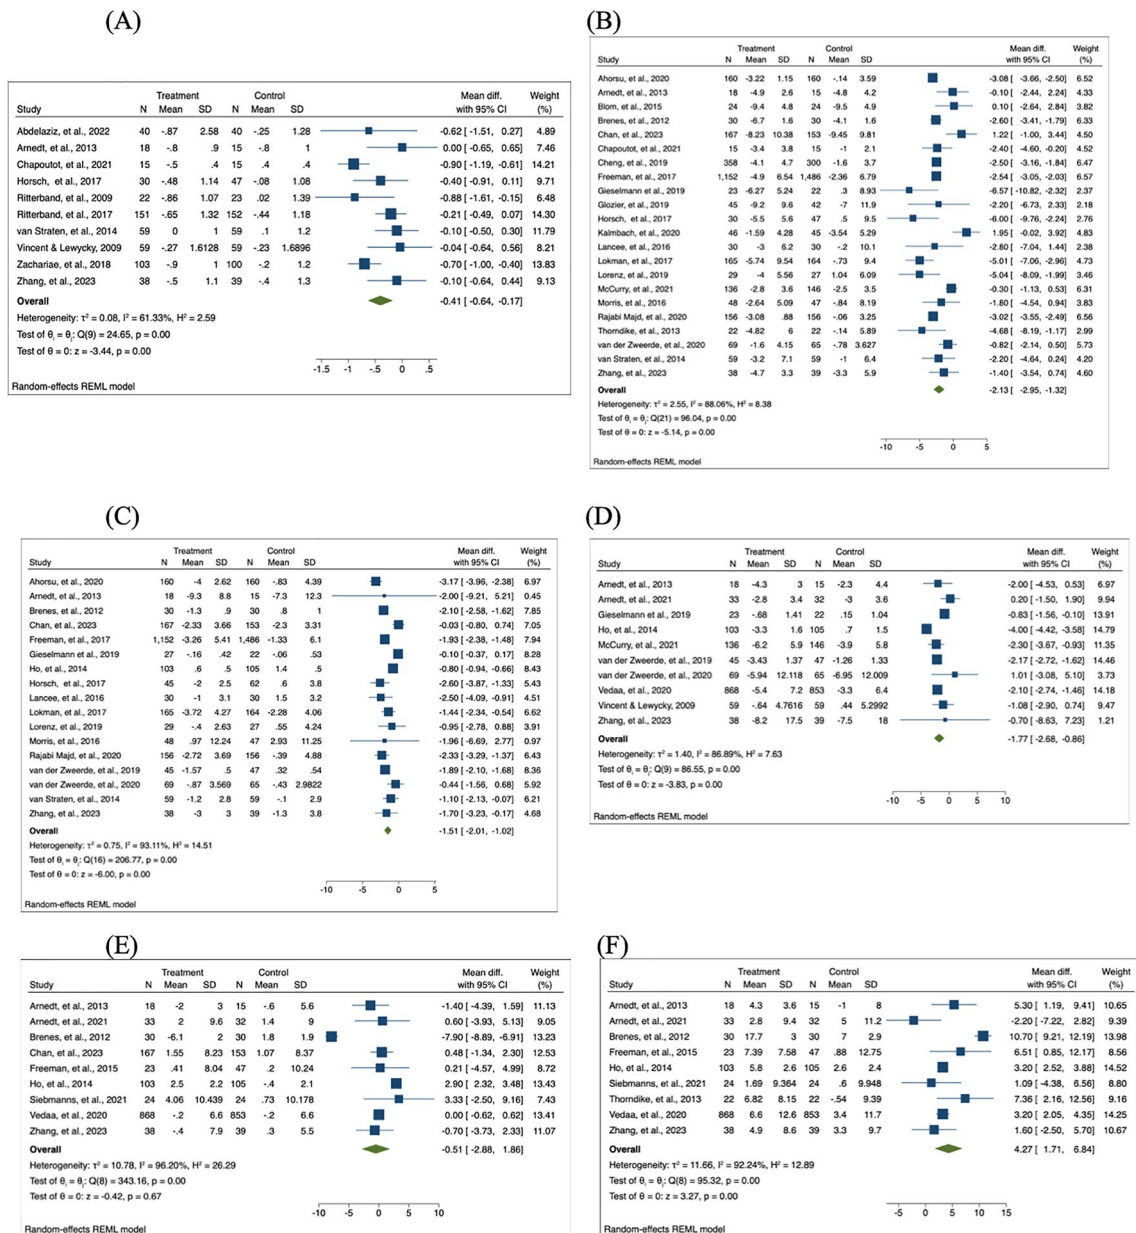 (A)
Treatment Control Mean diff. Weight
Study N Mean SD N Mean SD with 95% CI (%)
Abdelaziz, et al., 2022 40 -.87 2.58 40 -.25 1.28 -0.62 [ -1.51, 0.27] 4.89
Arnedt, et al., 2013 18 -.8 .9 15 -.8 1 0.00 [ -0.65, 0.65] 7.46
Chapoutot, et al., 2021 15 -.5 .4 15 .4 .4 -0.90 [ -1.19, -0.61] 14.21
Horsch, et al., 2017 30 -.48 1.14 47 -.08 1.08 -0.40 [ -0.91, 0.11] 9.71
Ritterband, et al., 2009 22 -.86 1.07 23 .02 1.39 -0.88 [ -1.61, -0.15] 6.48
Ritterband, et al., 2017 151 -.65 1.32 152 -.44 1.18 -0.21 [ -0.49, 0.07] 14.30
van Straten, et al., 2014 59 0 1 59 .1 1.2 -0.10 [ -0.50, 0.30] 11.79
Vincent & Lewycky, 2009 59 -.27 1.6128 59 -.23 1.6896 -0.04 [ -0.64, 0.56] 8.21
Zachariae, et al., 2018 103 -.9 1 100 -.2 1.2 -0.70 [ -1.00, -0.40] 13.83
Zhang, et al., 2023 38 -.5 1.1 39 -.4 1.3 -0.10 [ -0.64, 0.44] 9.13
Overall -0.41 [ -0.64, -0.17]
Heterogeneity: τ² = 0.08, I² = 61.33%, H² = 2.59
Test of θi = θj: Q(9) = 24.65, p = 0.00
Test of θ = 0: z = -3.44, p = 0.00
-1.5 -1 -.5 0 .5
Random-effects REML model
(B)
Treatment Control Mean diff. Weight
Study N Mean SD N Mean SD with 95% CI (%)
Ahorsu, et al., 2020 160 -3.22 1.15 160 -.14 3.59 -3.08 [ -3.66, -2.50] 6.52
Arnedt, et al., 2013 18 -4.9 2.6 15 -4.8 4.2 -0.10 [ -2.44, 2.24] 4.33
Blom, et al., 2015 24 -9.4 4.8 24 -9.5 4.9 0.10 [ -2.64, 2.84] 3.82
Brenes, et al., 2012 30 -6.7 1.6 30 -4.1 1.6 -2.60 [ -3.41, -1.79] 6.33
Chan, et al., 2023 167 -8.23 10.38 153 -9.45 9.81 1.22 [ -1.00, 3.44] 4.50
Chapoutot, et al., 2021 15 -3.4 3.8 15 -1 2.1 -2.40 [ -4.60, -0.20] 4.52
Cheng, et al., 2019 358 -4.1 4.7 300 -1.6 3.7 -2.50 [ -3.16, -1.84] 6.47
Freeman, et al., 2017 1,152 -4.9 6.54 1,486 -2.36 6.79 -2.54 [ -3.05, -2.03] 6.57
Gieselmann, et al., 2019 23 -6.27 5.24 22 .3 8.93 -6.57 [ -10.82, -2.32] 2.37
Glozier, et al., 2019 45 -9.2 9.6 42 -7 11.9 -2.20 [ -6.73, 2.33] 2.18
Horsch, et al., 2017 30 -5.5 5.6 47 .5 9.5 -6.00 [ -9.76, -2.24] 2.76
Kalmbach, et al., 2020 46 -1.59 4.28 45 -3.54 5.29 1.95 [ -0.02, 3.92] 4.83
Lancee, et al., 2016 30 -3 6.2 30 -.2 10.1 -2.80 [ -7.04, 1.44] 2.38
Lokman, et al., 2017 165 -5.74 9.54 164 -.73 9.4 -5.01 [ -7.06, -2.96] 4.73
Lorenz, et al., 2019 29 -4 5.56 27 1.04 6.09 -5.04 [ -8.09, -1.99] 3.46
McCurry, et al., 2021 136 -2.8 3.6 146 -2.5 3.5 -0.30 [ -1.13, 0.53] 6.31
Morris, et al., 2016 48 -2.64 5.09 47 -.84 8.19 -1.80 [ -4.54, 0.94] 3.83
Rajabi Majd, et al., 2020 156 -3.08 .88 156 -.06 3.25 -3.02 [ -3.55, -2.49] 6.56
Thorndike, et al., 2013 22 -4.82 6 22 -.14 5.89 -4.68 [ -8.19, -1.17] 2.99
van der Zweerde, et al., 2020 69 -1.6 4.15 65 -.78 3.627 -0.82 [ -2.14, 0.50] 5.73
van Straten, et al., 2014 59 -3.2 7.1 59 -1 6.4 -2.20 [ -4.64, 0.24] 4.20
Zhang, et al., 2023 38 -4.7 3.3 39 -3.3 5.9 -1.40 [ -3.54, 0.74] 4.60
Overall -2.13 [ -2.95, -1.32]
Heterogeneity: τ² = 2.55, I² = 88.06%, H² = 8.38
Test of θi = θj: Q(21) = 96.04, p = 0.00
Test of θ = 0: z = -5.14, p = 0.00
-10 -5 0 5
Random-effects REML model
(C)
Treatment Control Mean diff. Weight
Study N Mean SD N Mean SD with 95% CI (%)
Ahorsu, et al., 2020 160 -4 2.62 160 -.83 4.39 -3.17 [ -3.96, -2.38] 6.97
Arnedt, et al., 2013 18 -9.3 8.8 15 -7.3 12.3 -2.00 [ -9.21, 5.21] 0.45
Brenes, et al., 2012 30 -1.3 .9 30 .8 1 -2.10 [ -2.58, -1.62] 7.85
Chan, et al., 2023 167 -2.33 3.66 153 -2.3 3.31 -0.03 [ -0.80, 0.74] 7.05
Freeman, et al., 2017 1,152 -3.26 5.41 1,486 -1.33 6.1 -1.93 [ -2.38, -1.48] 7.94
Gieselmann, et al., 2019 27 -.16 .42 22 -.06 .53 -0.10 [ -0.37, 0.17] 8.28
Ho, et al., 2014 103 .6 .5 105 1.4 .5 -0.80 [ -0.94, -0.66] 8.43
Horsch, et al., 2017 45 -2 2.5 62 .6 3.8 -2.60 [ -3.87, -1.33] 5.55
Lancee, et al., 2016 30 -1 3.1 30 1.5 3.2 -2.50 [ -4.09, -0.91] 4.51
Lokman, et al., 2017 165 -3.72 4.27 164 -2.28 4.06 -1.44 [ -2.34, -0.54] 6.62
Lorenz, et al., 2019 29 -.4 2.63 27 .55 4.24 -0.95 [ -2.78, 0.88] 3.91
Morris, et al., 2016 48 .97 12.24 47 2.93 11.25 -1.96 [ -6.69, 2.77] 0.97
Rajabi Majd, et al., 2020 156 -2.72 3.69 156 -.39 4.88 -2.33 [ -3.29, -1.37] 6.43
van der Zweerde, et al., 2019 45 -1.57 .5 47 .32 .54 -1.89 [ -2.10, -1.68] 8.36
van der Zweerde, et al., 2020 69 -.87 3.569 65 -.43 2.9822 -0.44 [ -1.56, 0.68] 5.92
van Straten, et al., 2014 59 -1.2 2.8 59 -.1 2.9 -1.10 [ -2.13, -0.07] 6.21
Zhang, et al., 2023 38 -3 3 39 -1.3 3.8 -1.70 [ -3.23, -0.17] 4.68
Overall -1.51 [ -2.01, -1.02]
Heterogeneity: τ² = 0.75, I² = 93.11%, H² = 14.51
Test of θi = θj: Q(16) = 206.77, p = 0.00
Test of θ = 0: z = -6.00, p = 0.00
-10 -5 0 5
Random-effects REML model
(D)
Treatment Control Mean diff. Weight
Study N Mean SD N Mean SD with 95% CI (%)
Arnedt, et al., 2013 18 -4.3 3 15 -2.3 4.4 -2.00 [ -4.53, 0.53] 6.97
Arnedt, et al., 2021 33 -2.8 3.4 32 -3 3.6 0.20 [ -1.50, 1.90] 9.94
Gieselmann, et al., 2019 23 -.68 1.41 22 .15 1.04 -0.83 [ -1.56, -0.10] 13.91
Ho, et al., 2014 103 -3.3 1.6 105 .7 1.5 -4.00 [ -4.42, -3.58] 14.79
McCurry, et al., 2021 136 -6.2 5.9 146 -3.9 5.8 -2.30 [ -3.67, -0.93] 11.35
van der Zweerde, et al., 2019 45 -3.43 1.37 47 -1.26 1.33 -2.17 [ -2.72, -1.62] 14.46
van der Zweerde, et al., 2020 69 -5.94 12.118 65 -6.95 12.009 1.01 [ -3.08, 5.10] 3.73
Vedaa, et al., 2020 868 -5.4 7.2 853 -3.3 6.4 -2.10 [ -2.74, -1.46] 14.18
Vincent & Lewycky, 2009 59 -.64 4.7616 59 .44 5.2992 -1.08 [ -2.90, 0.74] 9.47
Zhang, et al., 2023 38 -8.2 17.5 39 -7.5 18 -0.70 [ -8.63, 7.23] 1.21
Overall -1.77 [ -2.68, -0.86]
Heterogeneity: τ² = 1.40, I² = 86.89%, H² = 7.63
Test of θi = θj: Q(9) = 86.55, p = 0.00
Test of θ = 0: z = -3.83, p = 0.00
-10 -5 0 5 10
Random-effects REML model
(E)
Treatment Control Mean diff. Weight
Study N Mean SD N Mean SD with 95% CI (%)
Arnedt, et al., 2013 18 -2 3 15 -.6 5.6 -1.40 [ -4.39, 1.59] 11.13
Arnedt, et al., 2021 33 2 9.6 32 1.4 9 0.60 [ -3.93, 5.13] 9.05
Brenes, et al., 2012 30 -6.1 2 30 1.8 1.9 -7.90 [ -8.89, -6.91] 13.23
Chan, et al., 2023 167 1.55 8.23 153 1.07 8.37 0.48 [ -1.34, 2.30] 12.53
Freeman, et al., 2015 23 .41 8.04 47 .2 10.24 0.21 [ -4.57, 4.99] 8.72
Ho, et al., 2014 103 2.5 2.2 105 -.4 2.1 2.90 [ 2.32, 3.48] 13.43
Siebmanns, et al., 2021 24 4.06 10.439 24 .73 10.178 3.33 [ -2.50, 9.16] 7.43
Vedaa, et al., 2020 868 -.2 6.6 853 -.2 6.6 0.00 [ -0.62, 0.62] 13.41
Zhang, et al., 2023 38 -.4 7.9 39 .3 5.5 -0.70 [ -3.73, 2.33] 11.07
Overall -0.51 [ -2.88, 1.86]
Heterogeneity: τ² = 10.78, I² = 96.20%, H² = 26.29
Test of θi = θj: Q(8) = 343.16, p = 0.00
Test of θ = 0: z = -0.42, p = 0.67
-10 -5 0 5 10
Random-effects REML model
(F)
Treatment Control Mean diff. Weight
Study N Mean SD N Mean SD with 95% CI (%)
Arnedt, et al., 2013 18 4.3 3.6 15 -1 8 5.30 [ 1.19, 9.41] 10.65
Arnedt, et al., 2021 33 2.8 9.4 32 5 11.2 -2.20 [ -7.22, 2.82] 9.39
Brenes, et al., 2012 30 17.7 3 30 7 2.9 10.70 [ 9.21, 12.19] 13.98
Freeman, et al., 2015 23 7.39 7.58 47 .88 12.75 6.51 [ 0.85, 12.17] 8.56
Ho, et al., 2014 103 5.8 2.6 105 2.6 2.4 3.20 [ 2.52, 3.88] 14.52
Siebmanns, et al., 2021 24 1.69 9.364 24 .6 9.948 1.09 [ -4.38, 6.56] 8.80
Thorndike, et al., 2013 22 6.82 8.15 22 -.54 9.39 7.36 [ 2.16, 12.56] 9.16
Vedaa, et al., 2020 868 6.6 12.6 853 3.4 11.7 3.20 [ 2.05, 4.35] 14.25
Zhang, et al., 2023 38 4.9 8.6 39 3.3 9.7 1.60 [ -2.50, 5.70] 10.67
Overall 4.27 [ 1.71, 6.84]
Heterogeneity: τ² = 11.66, I² = 92.24%, H² = 12.89
Test of θi = θj: Q(8) = 95.32, p = 0.00
Test of θ = 0: z = 3.27, p = 0.00
-5 0 5 10 15
Random-effects REML model